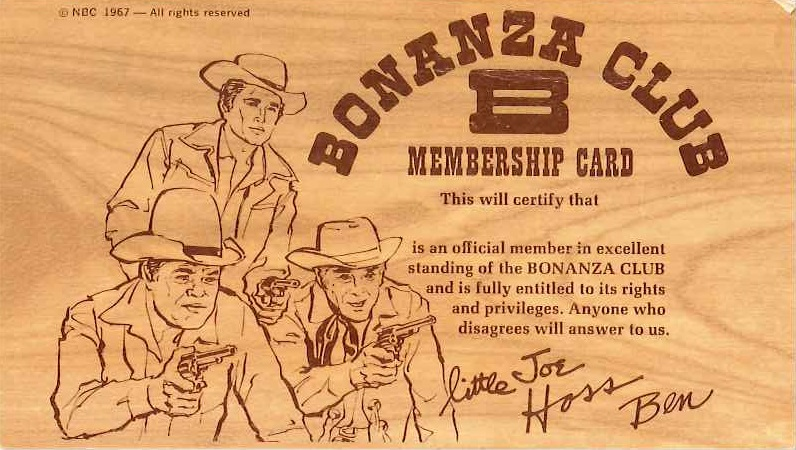 © NBC 1967 — All rights reserved
BONANZA CLUB
B
MEMBERSHIP CARD
This will certify that
is an official member in excellent
standing of the BONANZA CLUB
and is fully entitled to its rights
and privileges. Anyone who
disagrees will answer to us.
little Joe
Hoss
Ben